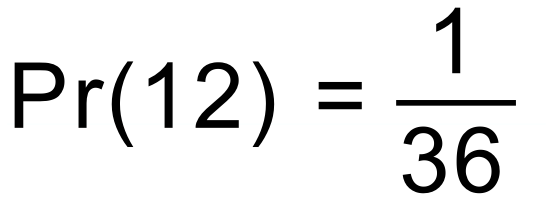 Pr(12) = 1/36